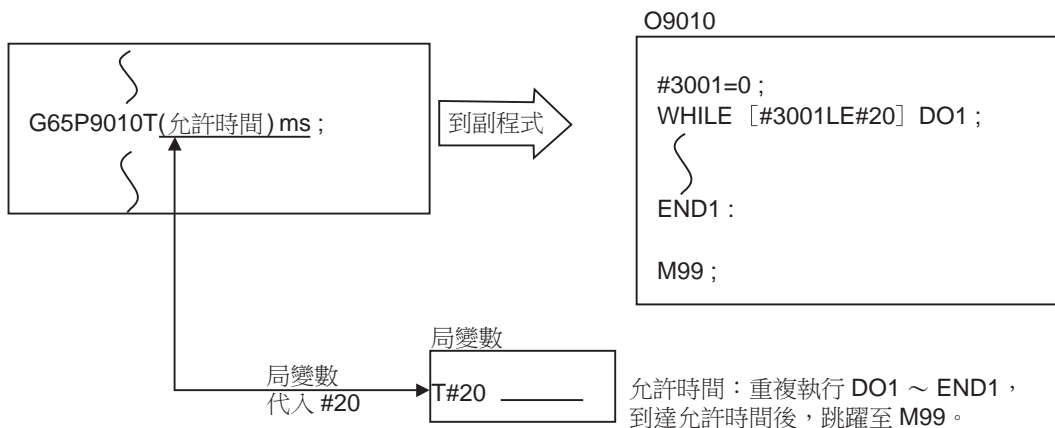 G65P9010T(允許時間) ms ;
到副程式
O9010
#3001=0 ;
WHILE［#3001LE#20］DO1 ;
END1 :
M99 ;
局變數
代入 #20
局變數
T#20
允許時間：重複執行 DO1 ～ END1，
到達允許時間後，跳躍至 M99。